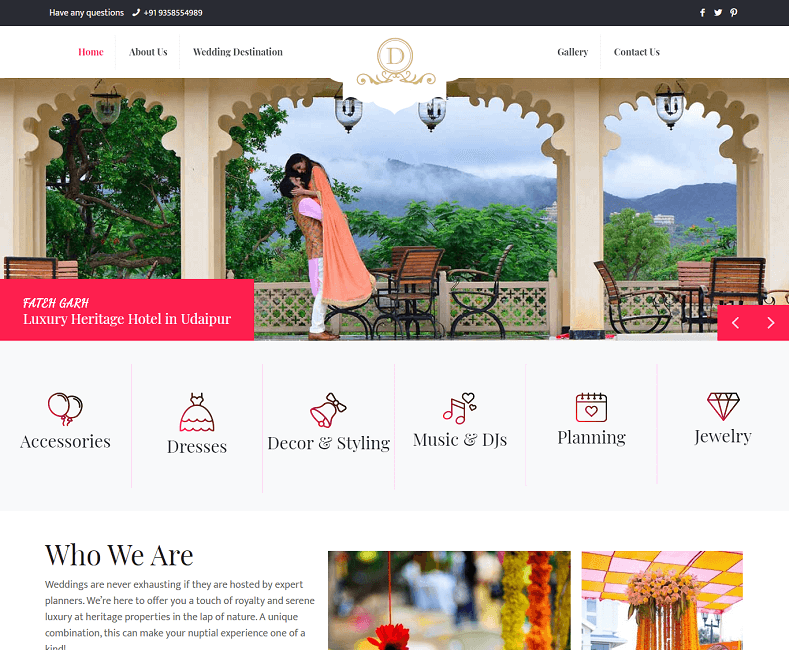 Have any questions +91 9358554989
Home About Us Wedding Destination D Gallery Contact Us
FATEH GARH
Luxury Heritage Hotel in Udaipur
Accessories Dresses Decor & Styling Music & DJs Planning Jewelry
Who We Are
Weddings are never exhausting if they are hosted by expert
planners. We're here to offer you a touch of royalty and serene
luxury at heritage properties in the lap of nature. A unique
combination, this can make your nuptial experience one of a
kind!